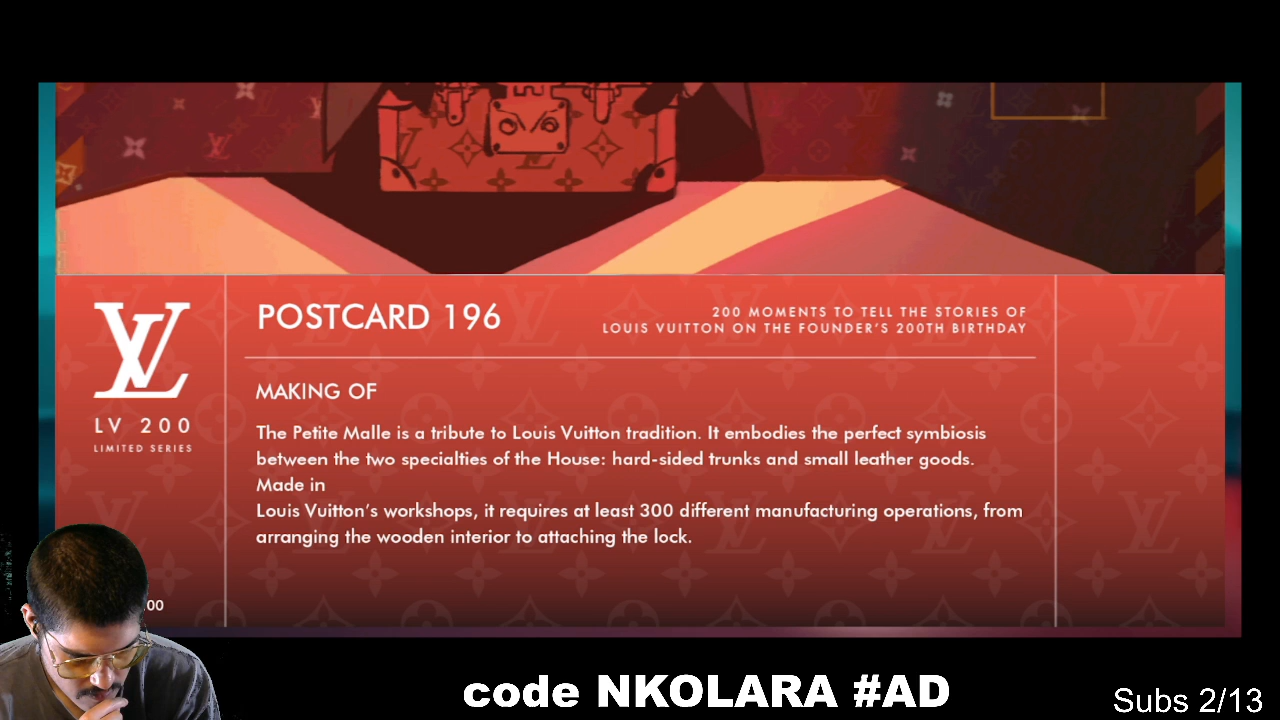 LV
LV 200
LIMITED SERIES
POSTCARD 196
200 MOMENTS TO TELL THE STORIES OF
LOUIS VUITTON ON THE FOUNDER'S 200TH BIRTHDAY
MAKING OF
The Petite Malle is a tribute to Louis Vuitton tradition. It embodies the perfect symbiosis
between the two specialties of the House: hard-sided trunks and small leather goods.
Made in
Louis Vuitton's workshops, it requires at least 300 different manufacturing operations, from
arranging the wooden interior to attaching the lock.
00
code NKOLARA #AD
Subs 2/13